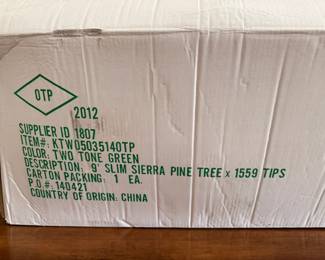 OTP
2012
SUPPLIER ID 1807
ITEM#: KTW05035140TP
COLOR: TWO TONE GREEN
DESCRIPTION: 9' SLIM SIERRA PINE TREE x 1559 TIPS
CARTON PACKING: 1 EA.
P.O.#: 140421
COUNTRY OF ORIGIN: CHINA